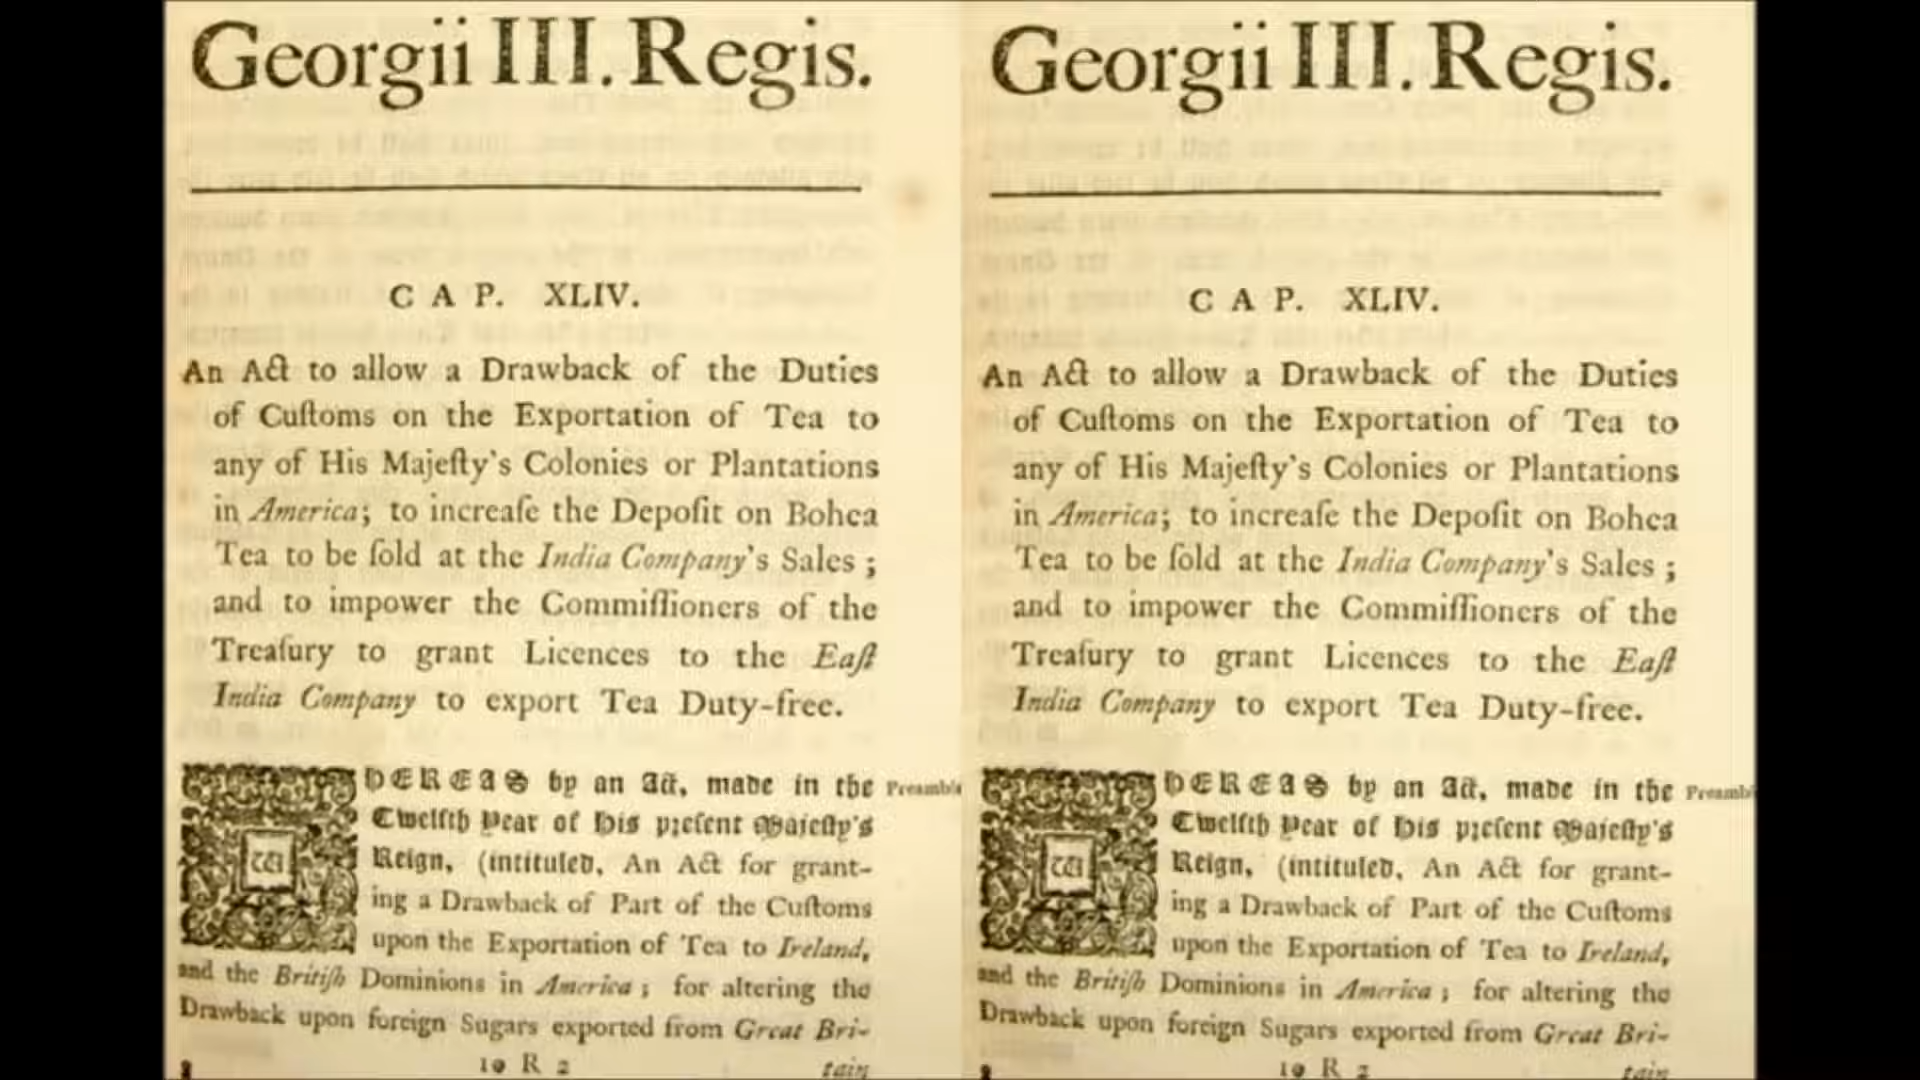 Georgii III. Regis.
CAP. XLIV.
An Act to allow a Drawback of the Duties
of Cuſtoms on the Exportation of Tea to
any of His Majeſty's Colonies or Plantations
in America; to increaſe the Depoſit on Bohea
Tea to be ſold at the India Company's Sales;
and to impower the Commiſſioners of the
Treaſury to grant Licences to the Eaſt
India Company to export Tea Duty-free.
WHEREAS by an Act, made in the
Preamble
Twelfth Year of His preſent Majeſty's
Reign, (intituled, An Act for grant-
ing a Drawback of Part of the Cuſtoms
upon the Exportation of Tea to Ireland,
and the Britiſh Dominions in America; for altering the
Drawback upon foreign Sugars exported from Great Bri-
19 R 2
tain
Georgii III. Regis.
CAP. XLIV.
An Act to allow a Drawback of the Duties
of Cuſtoms on the Exportation of Tea to
any of His Majeſty's Colonies or Plantations
in America; to increaſe the Depoſit on Bohea
Tea to be ſold at the India Company's Sales;
and to impower the Commiſſioners of the
Treaſury to grant Licences to the Eaſt
India Company to export Tea Duty-free.
WHEREAS by an Act, made in the
Preamb
Twelfth Year of His preſent Majeſty's
Reign, (intituled, An Act for grant-
ing a Drawback of Part of the Cuſtoms
upon the Exportation of Tea to Ireland,
and the Britiſh Dominions in America; for altering the
Drawback upon foreign Sugars exported from Great Bri-
19 R 2
tain